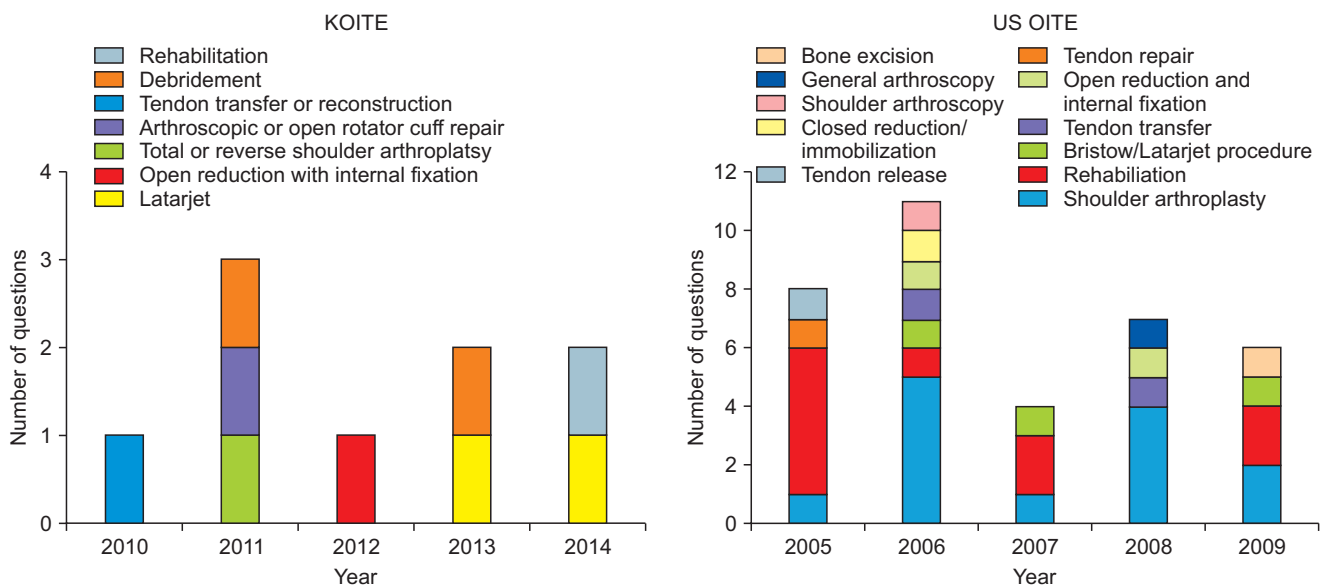 KOITE
Rehabilitation
Debridement
Tendon transfer or reconstruction
Arthroscopic or open rotator cuff repair
Total or reverse shoulder arthroplatsy
Open reduction with internal fixation
Latarjet
Number of questions
4
3
2
1
0
2010 2011 2012 2013 2014
Year
US OITE
Bone excision
General arthroscopy
Shoulder arthroscopy
Closed reduction/
immobilization
Tendon release
Tendon repair
Open reduction and
internal fixation
Tendon transfer
Bristow/Latarjet procedure
Rehabiliation
Shoulder arthroplasty
Number of questions
12
10
8
6
4
2
0
2005 2006 2007 2008 2009
Year